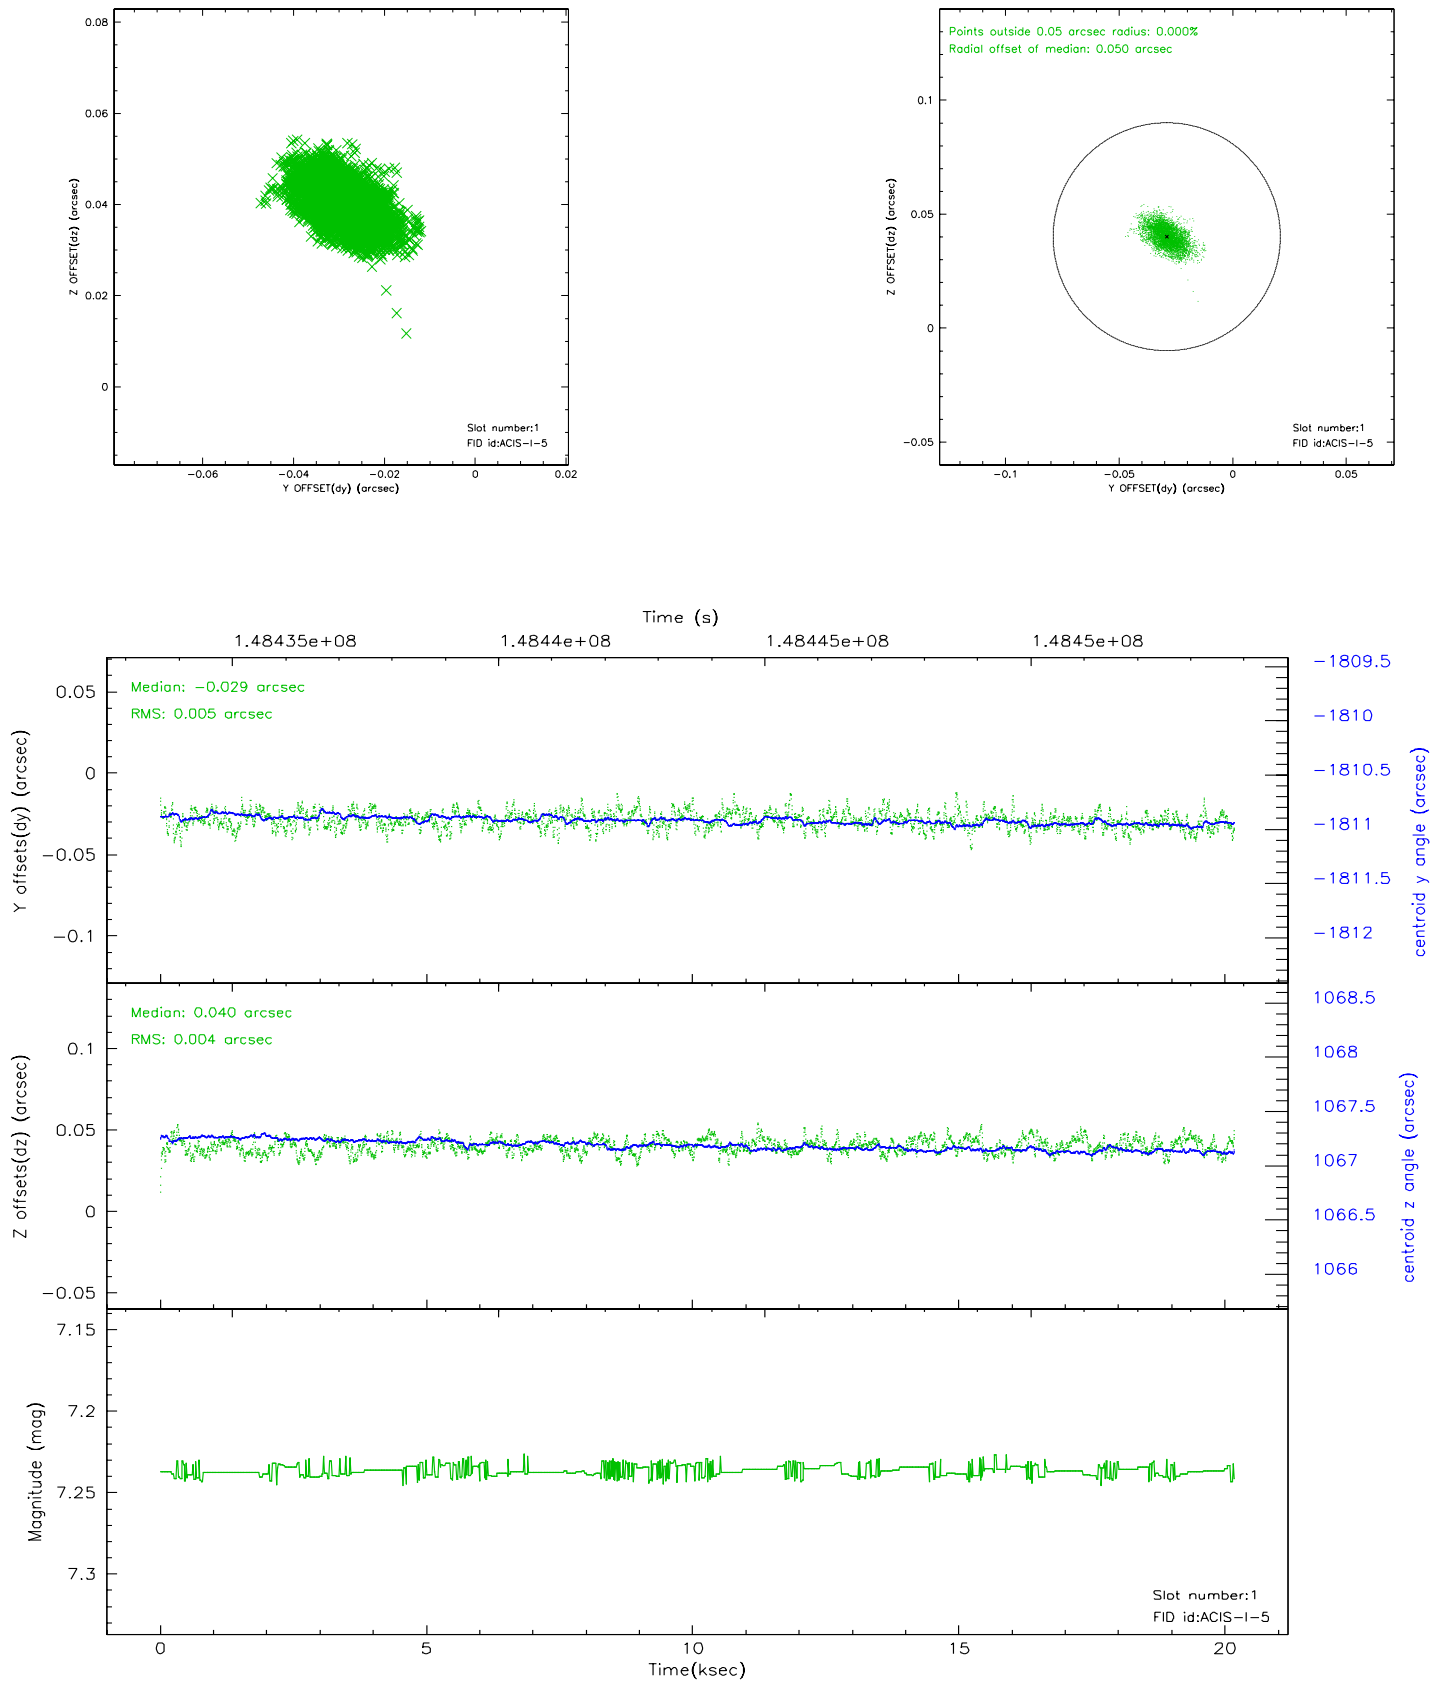 0.08
0.06
0.04
0.02
0
Z OFFSET(dz) (arcsec)
Slot number:1
FID id:ACIS-I-5
-0.06
-0.04
-0.02
0
0.02
Y OFFSET(dy) (arcsec)
Points outside 0.05 arcsec radius: 0.000%
Radial offset of median: 0.050 arcsec
0.1
0.05
0
-0.05
Z OFFSET(dz) (arcsec)
Slot number:1
FID id:ACIS-I-5
-0.1
-0.05
0
0.05
Y OFFSET(dy) (arcsec)
Time (s)
1.48435e+08
1.4844e+08
1.48445e+08
1.4845e+08
Median: -0.029 arcsec
RMS: 0.005 arcsec
0.05
0
-0.05
-0.1
Y offsets(dy) (arcsec)
-1809.5
-1810
-1810.5
-1811
-1811.5
-1812
centroid y angle (arcsec)
Median: 0.040 arcsec
RMS: 0.004 arcsec
0.1
0.05
0
-0.05
Z offsets(dz) (arcsec)
1068.5
1068
1067.5
1067
1066.5
1066
centroid z angle (arcsec)
7.15
7.2
7.25
7.3
Magnitude (mag)
Slot number:1
FID id:ACIS-I-5
0
5
10
15
20
Time(ksec)